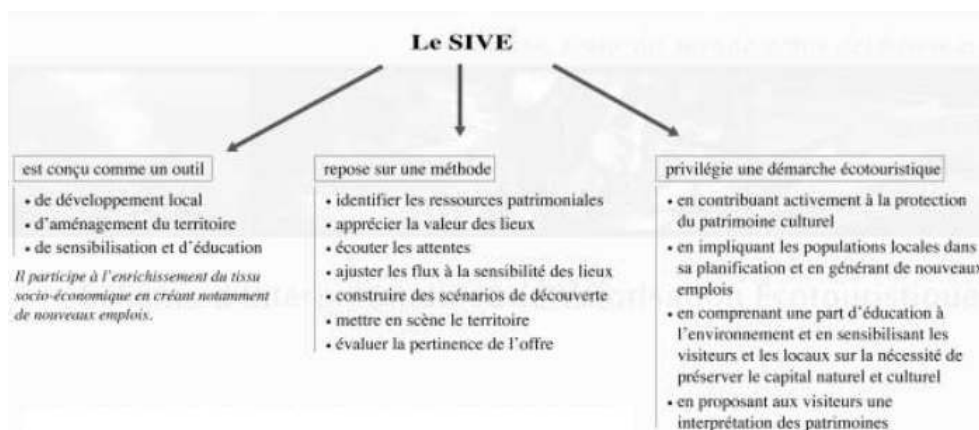 Le SIVE
est conçu comme un outil
• de développement local
• d'aménagement du territoire
• de sensibilisation et d'éducation
Il participe à l'enrichissement du tissu
socio-économique en créant notamment
de nouveaux emplois.
repose sur une méthode
• identifier les ressources patrimoniales
• apprécier la valeur des lieux
• écouter les attentes
• ajuster les flux à la sensibilité des lieux
• construire des scénarios de découverte
• mettre en scène le territoire
• évaluer la pertinence de l'offre
privilégie une démarche écotouristique
• en contribuant activement à la protection
du patrimoine culturel
• en impliquant les populations locales dans
sa planification et en générant de nouveaux
emplois
• en comprenant une part d'éducation à
l'environnement et en sensibilisant les
visiteurs et les locaux sur la nécessité de
préserver le capital naturel et culturel
• en proposant aux visiteurs une
interprétation des patrimoines